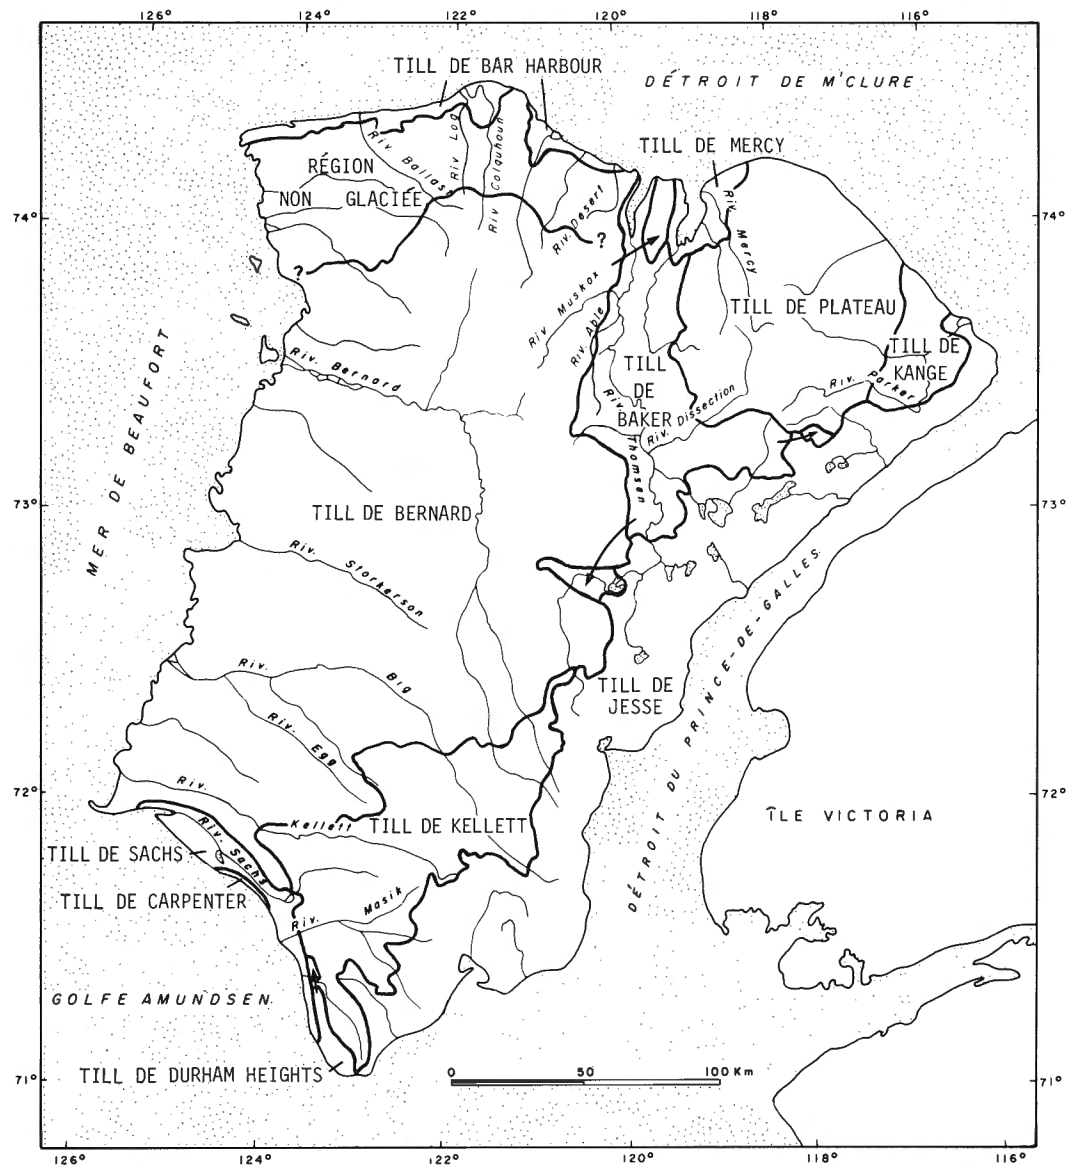 126° 124° 122° 120° 118° 116°
TILL DE BAR HARBOUR
DÉTROIT DE M'CLURE
TILL DE MERCY
RÉGION
NON GLACIÉE
Riv. Ballast
Riv Log
Riv Colquhoun
Riv. Desert
Riv. Mercy
74° 74°
?
?
Riv Muskox
Riv. Able
TILL DE PLATEAU
TILL DE
KANGE
Riv. Parker
MER DE BEAUFORT
Riv. Bernard
TILL
DE
BAKER
Riv. Dissection
Riv. Thomsen
73° 73°
TILL DE BERNARD
Riv. Storkerson
DÉTROIT DU PRINCE-DE-GALLES
Riv. Big
TILL DE
JESSE
Riv. Egg
72° 72°
Riv. Kellett
TILL DE KELLETT
ÎLE VICTORIA
Riv. Sachs
TILL DE SACHS
TILL DE CARPENTER
Riv. Masik
GOLFE AMUNDSEN
TILL DE DURHAM HEIGHTS
0 50 100 Km
71° 71°
126° 124° 122° 120° 118° 116°